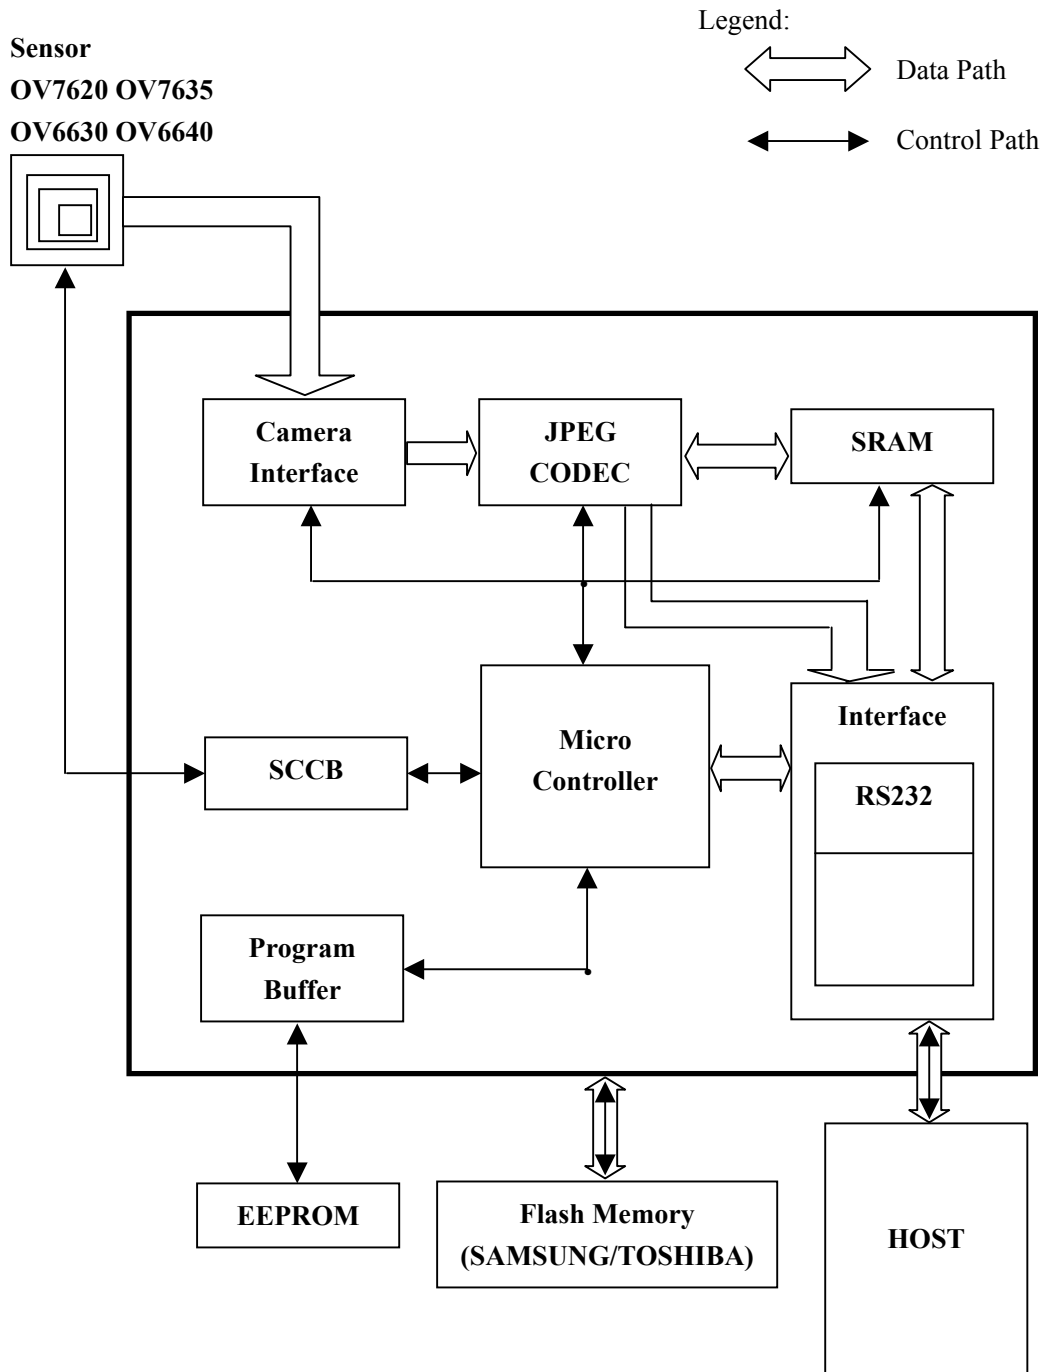 Legend:
Data Path
Control Path
Sensor
OV7620 OV7635
OV6630 OV6640
Camera
Interface
JPEG
CODEC
SRAM
SCCB
Micro
Controller
Interface
RS232
Program
Buffer
EEPROM
Flash Memory
(SAMSUNG/TOSHIBA)
HOST